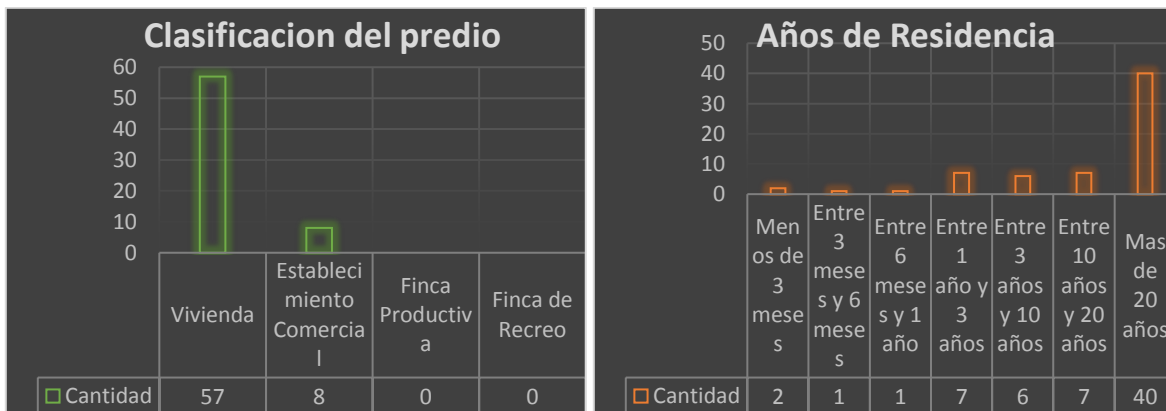 Clasificacion del predio
60
50
40
30
20
10
0
Vivienda
Estableci
miento
Comercia
l
Finca
Productiv
a
Finca de
Recreo
Cantidad 57 8 0 0
Años de Residencia
50
40
30
20
10
0
Men
os de
3
mese
s
Entre
3
mese
s y 6
mese
s
Entre
6
mese
s y 1
año
Entre
1
año y
3
años
Entre
3
años
y 10
años
Entre
10
años
y 20
años
Mas
de
20
años
Cantidad 2 1 1 7 6 7 40